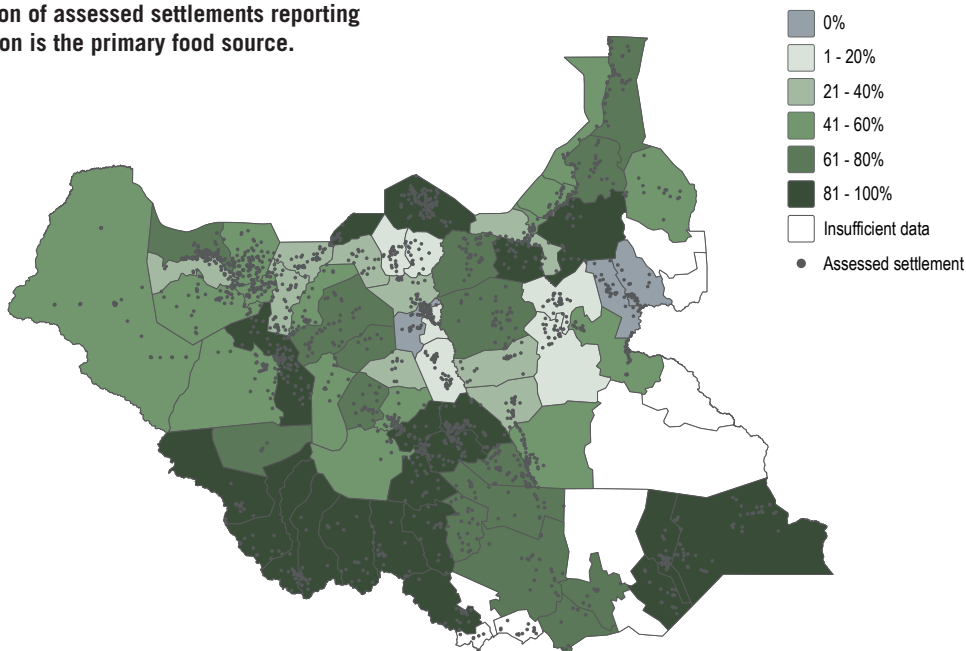 on of assessed settlements reporting
on is the primary food source.
0%
1 - 20%
21 - 40%
41 - 60%
61 - 80%
81 - 100%
Insufficient data
Assessed settlement